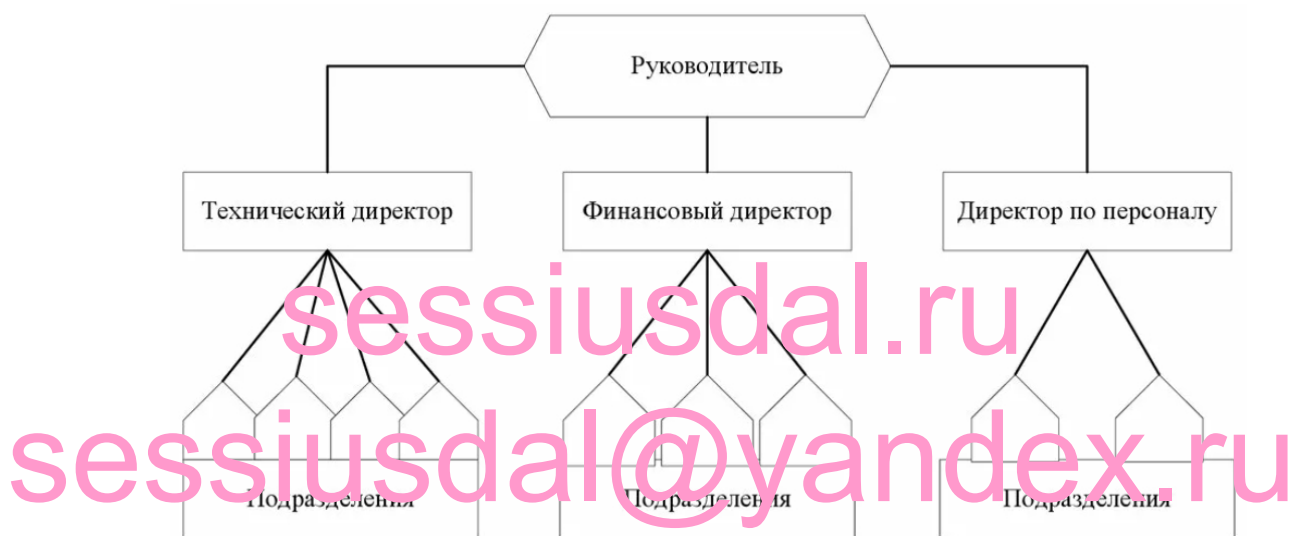 Руководитель
Технический директор
Финансовый директор
Директор по персоналу
sessiusdal.ru
sessiusdal@yandex.ru
Подразделения
Подразделения
Подразделения